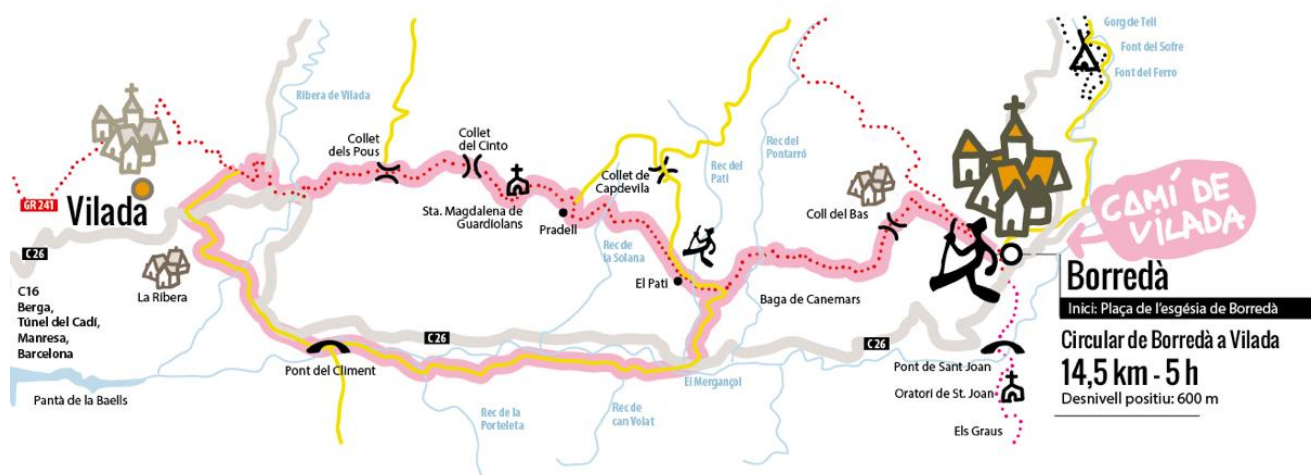 Gorg de Tell
Font del Sofre
Font del Ferro
Ribera de Vilada
Collet
dels Pous
Collet
del Cinto
Rec del
Pontarró
Rec del
Pati
Collet de
Capdevila
CAMÍ DE
VILADA
GR 241
Vilada
Sta. Magdalena de
Guardiolans
Pradell
Coll del Bas
C26
Rec de
la Solana
La Ribera
El Pati
Baga de Canemars
Borredà
Inici: Plaça de l'esgésia de Borredà
C16
Berga,
Túnel del Cadí,
Manresa,
Barcelona
C26
C26
Circular de Borredà a Vilada
14,5 km - 5 h
Desnivell positiu: 600 m
Pont del Climent
El Mergançol
Pont de Sant Joan
Oratori de St. Joan
Pantà de la Baells
Rec de la
Porteleta
Rec de
can Volat
Els Graus